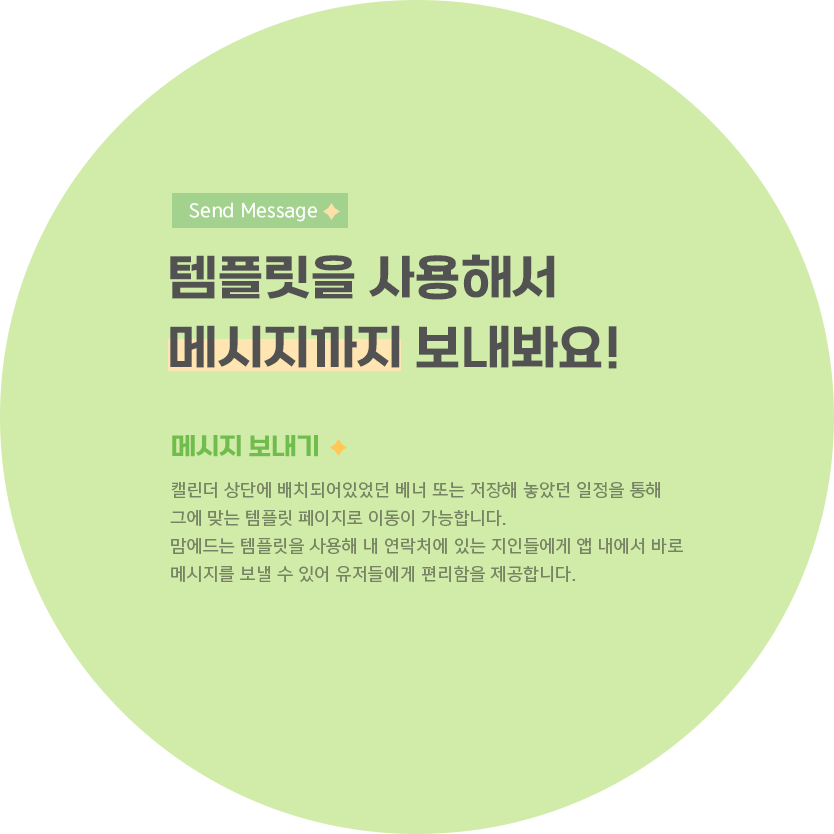 Send Message
템플릿을 사용해서
메시지까지 보내봐요!
메시지 보내기
캘린더 상단에 배치되어있었던 베너 또는 저장해 놓았던 일정을 통해
그에 맞는 템플릿 페이지로 이동이 가능합니다.
맘에드는 템플릿을 사용해 내 연락처에 있는 지인들에게 앱 내에서 바로
메시지를 보낼 수 있어 유저들에게 편리함을 제공합니다.